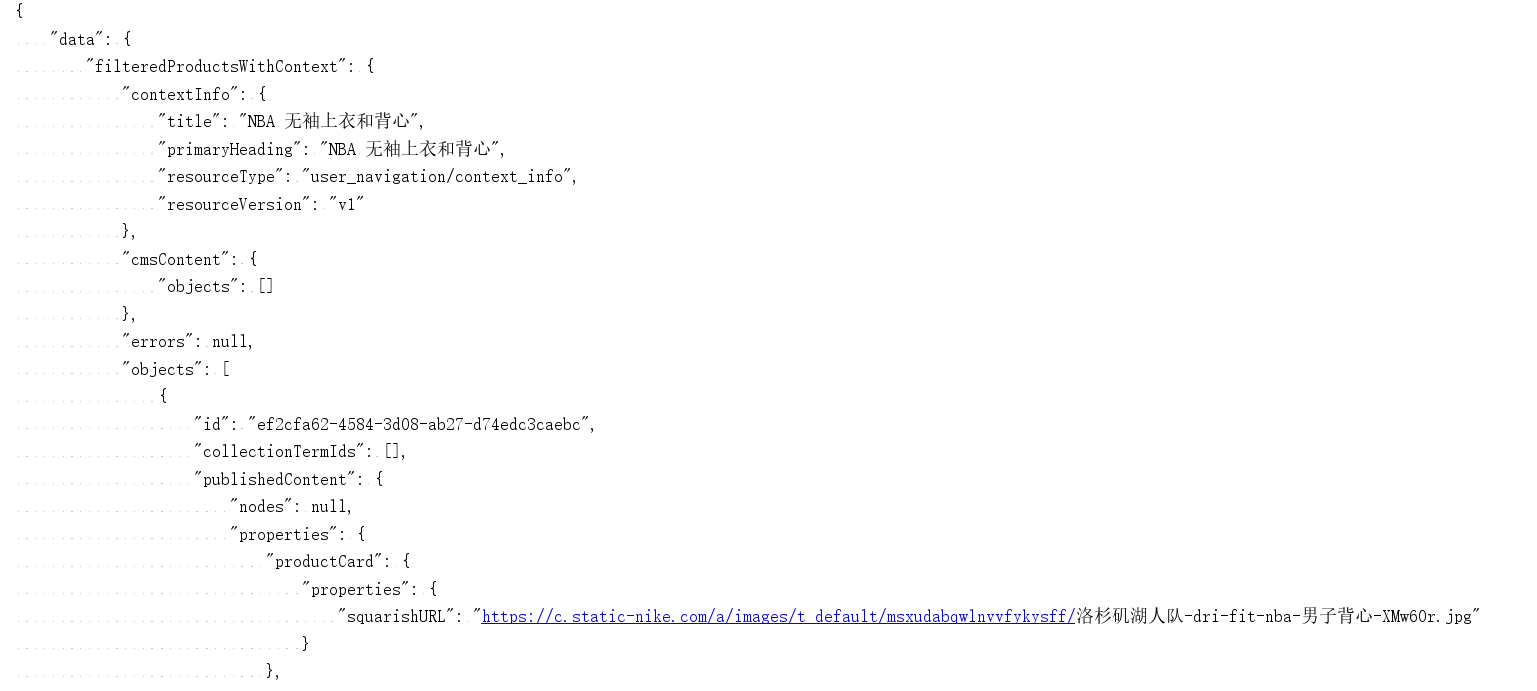 {
    "data": {
        "filteredProductsWithContext": {
            "contextInfo": {
                "title": "NBA 无袖上衣和背心",
                "primaryHeading": "NBA 无袖上衣和背心",
                "resourceType": "user_navigation/context_info",
                "resourceVersion": "v1"
            },
            "cmsContent": {
                "objects": []
            },
            "errors": null,
            "objects": [
                {
                    "id": "ef2cfa62-4584-3d08-ab27-d74edc3caebc",
                    "collectionTermIds": [],
                    "publishedContent": {
                        "nodes": null,
                        "properties": {
                            "productCard": {
                                "properties": {
                                    "squarishURL": "https://c.static-nike.com/a/images/t_default/msxudabqwlnvvfykysff/洛杉矶湖人队-dri-fit-nba-男子背心-XMw60r.jpg"
                                }
                            },